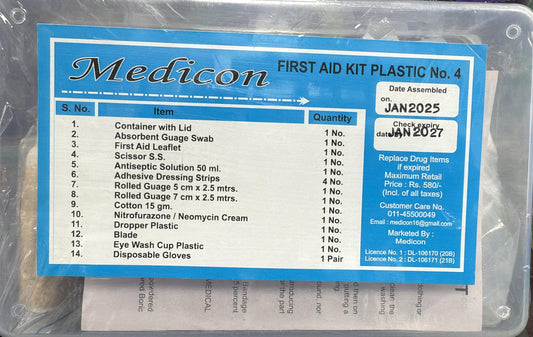 Medicon
FIRST AID KIT PLASTIC No. 4
S. No. Item Quantity
1. Container with Lid 1 No.
2. Absorbent Guage Swab 1 No.
3. First Aid Leaflet 1 No.
4. Scissor S.S. 1 No.
5. Antiseptic Solution 50 ml. 1 No.
6. Adhesive Dressing Strips 4 No.
7. Rolled Guage 5 cm x 2.5 mtrs. 1 No.
8. Rolled Guage 7 cm x 2.5 mtrs. 1 No.
9. Cotton 15 gm. 1 No.
10. Nitrofurazone / Neomycin Cream 1 No.
11. Dropper Plastic 1 No.
12. Blade 1 No.
13. Eye Wash Cup Plastic 1 No.
14. Disposable Gloves 1 Pair
Date Assembled
on.
JAN2025
Check expiry
date by JAN 2027
Replace Drug Items
if expired
Maximum Retail
Price : Rs. 580/-
(Incl. of all taxes)
Customer Care No.
011-45500049
Email : medicon16@gmail.com
Marketed By :
Medicon
Licence No. 1 : DL-106170 (20B)
Licence No. 2 : DL-106171 (21B)
MEDICAL